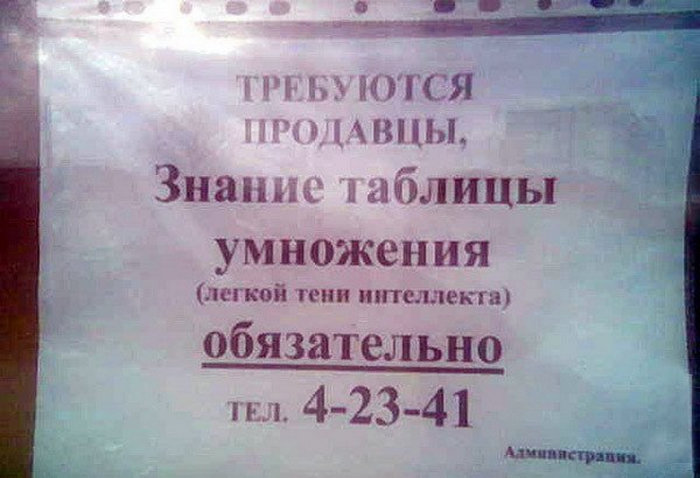 ТРЕБУЮТСЯ
ПРОДАВЦЫ,
Знание таблицы
умножения
(легкой тени интеллекта)
обязательно
ТЕЛ. 4-23-41
Администрация.